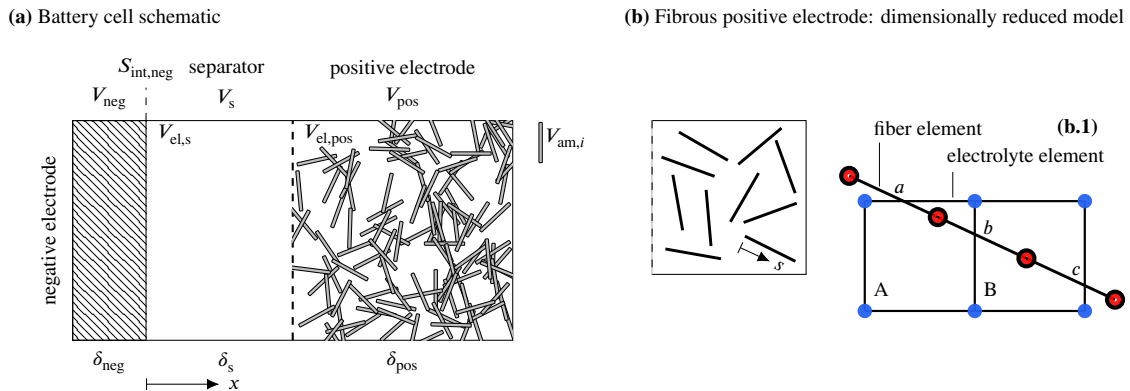 (a) Battery cell schematic
(b) Fibrous positive electrode: dimensionally reduced model
S_int,neg separator positive electrode
V_neg V_s V_pos
V_el,s V_el,pos
V_am,i
negative electrode
δ_neg δ_s δ_pos
x
s
fiber element (b.1)
electrolyte element
a
b
c
A B